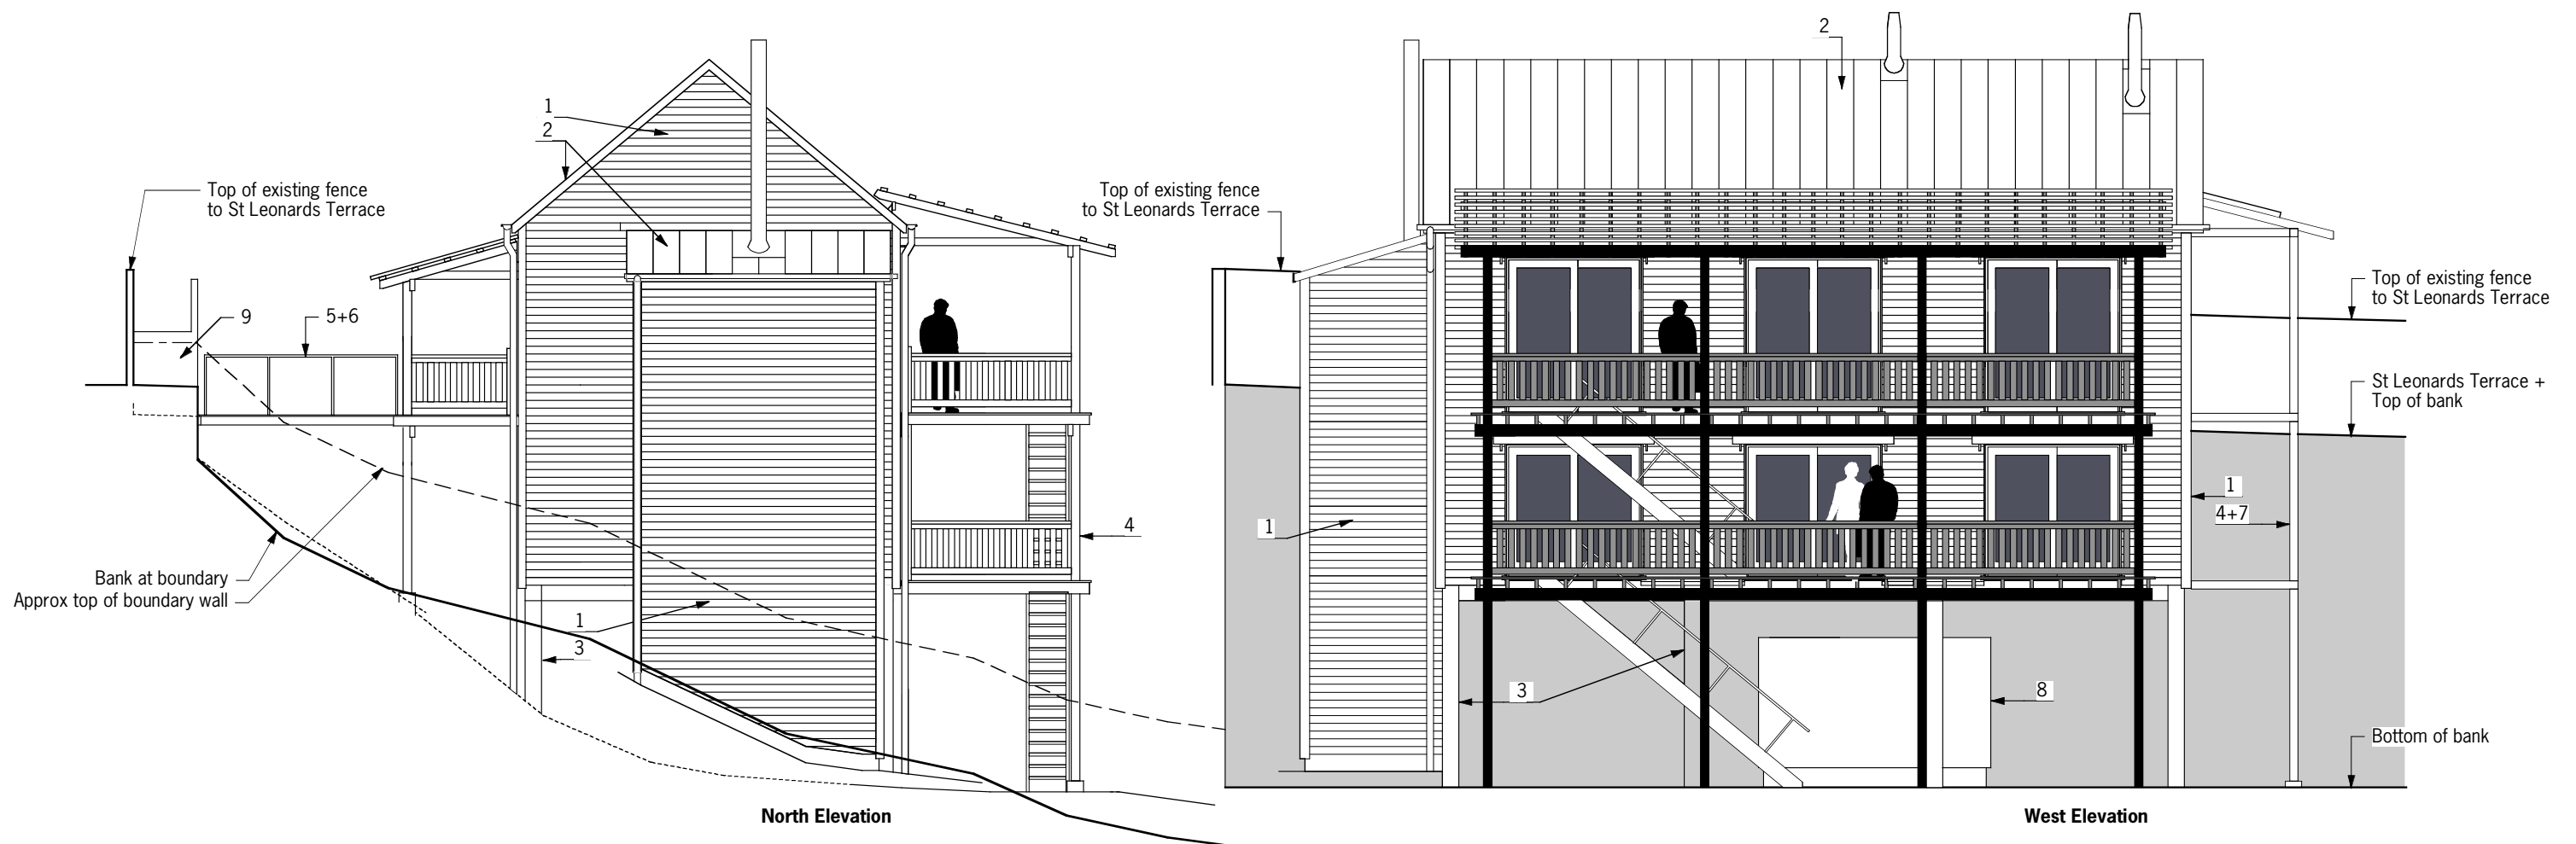 2
1
2
Top of existing fence
to St Leonards Terrace
Top of existing fence
to St Leonards Terrace
Top of existing fence
to St Leonards Terrace
9
5+6
St Leonards Terrace +
Top of bank
1
4+7
1
4
Bank at boundary
Approx top of boundary wall
1
3
3
8
Bottom of bank
North Elevation
West Elevation